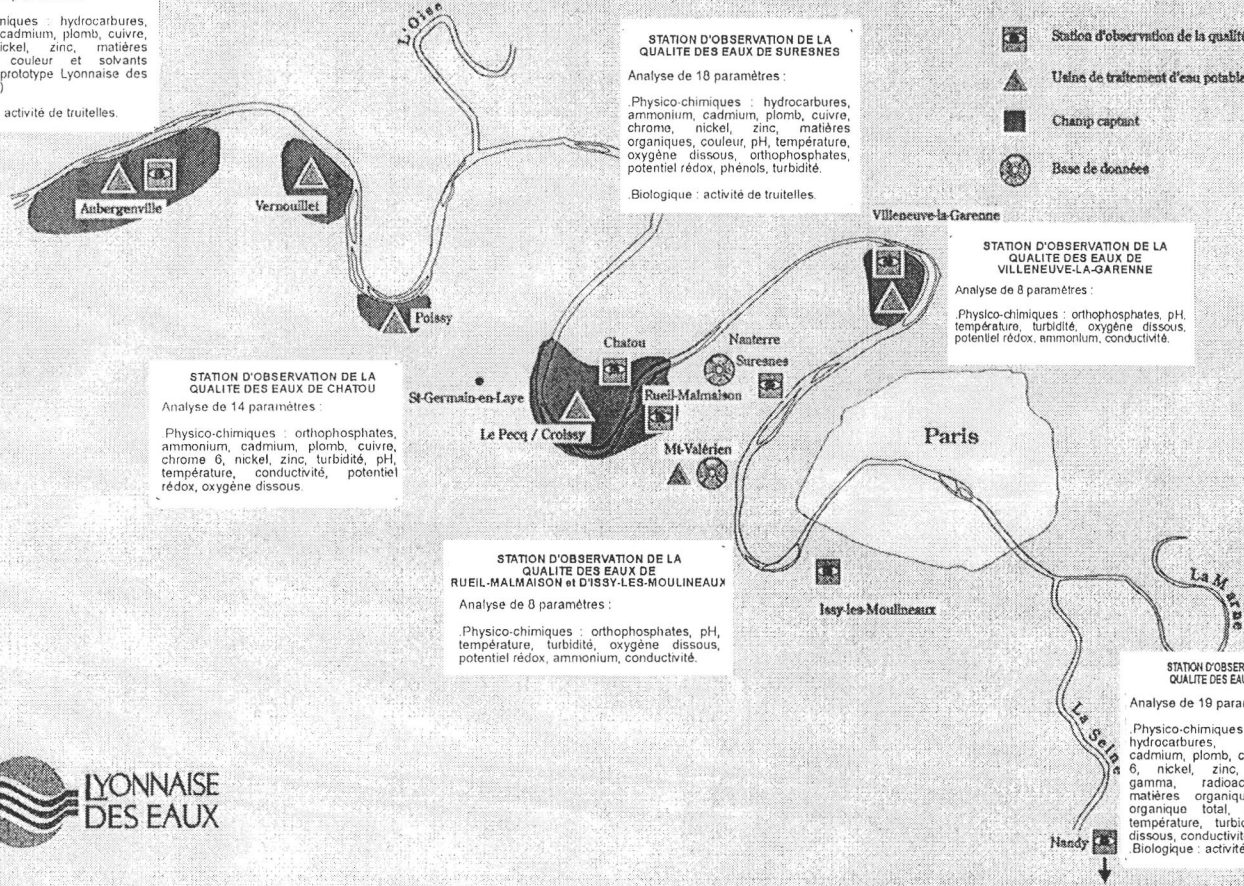 niques : hydrocarbures,
cadmium, plomb, cuivre,
ickel, zinc, matières
couleur et solvants
prototype Lyonnaise des
)
activité de truitelles.
L'Oise
STATION D'OBSERVATION DE LA
QUALITE DES EAUX DE SURESNES
Analyse de 18 paramètres :
.Physico-chimiques : hydrocarbures,
ammonium, cadmium, plomb, cuivre,
chrome, nickel, zinc, matières
organiques, couleur, pH, température,
oxygène dissous, orthophosphates,
potentiel rédox, phénols, turbidité.
.Biologique : activité de truitelles.
Station d'observation de la qualité
Usine de traitement d'eau potable
Champ captant
Base de données
Aubergenville
Vernouillet
Poissy
Villeneuve-la-Garenne
STATION D'OBSERVATION DE LA
QUALITE DES EAUX DE
VILLENEUVE-LA-GARENNE
Analyse de 8 paramètres :
.Physico-chimiques : orthophosphates, pH,
température, turbidité, oxygène dissous,
potentiel rédox, ammonium, conductivité.
STATION D'OBSERVATION DE LA
QUALITE DES EAUX DE CHATOU
Analyse de 14 paramètres :
.Physico-chimiques : orthophosphates,
ammonium, cadmium, plomb, cuivre,
chrome 6, nickel, zinc, turbidité, pH,
température, conductivité, potentiel
rédox, oxygène dissous.
St-Germain-en-Laye
Chatou
Nanterre
Suresnes
Rueil-Malmaison
Le Pecq / Croissy
Mt-Valérien
Paris
STATION D'OBSERVATION DE LA
QUALITE DES EAUX DE
RUEIL-MALMAISON et D'ISSY-LES-MOULINEAUX
Analyse de 8 paramètres :
.Physico-chimiques : orthophosphates, pH,
température, turbidité, oxygène dissous,
potentiel rédox, ammonium, conductivité.
Issy-les-Moulineaux
La Marne
La Seine
STATION D'OBSER
QUALITE DES EAU
Analyse de 19 param
.Physico-chimiques
hydrocarbures,
cadmium, plomb, c
6, nickel, zinc,
gamma, radioac
matières organiqu
organique total,
température, turbid
dissous, conductivit
.Biologique : activité
Nandy
LYONNAISE
DES EAUX